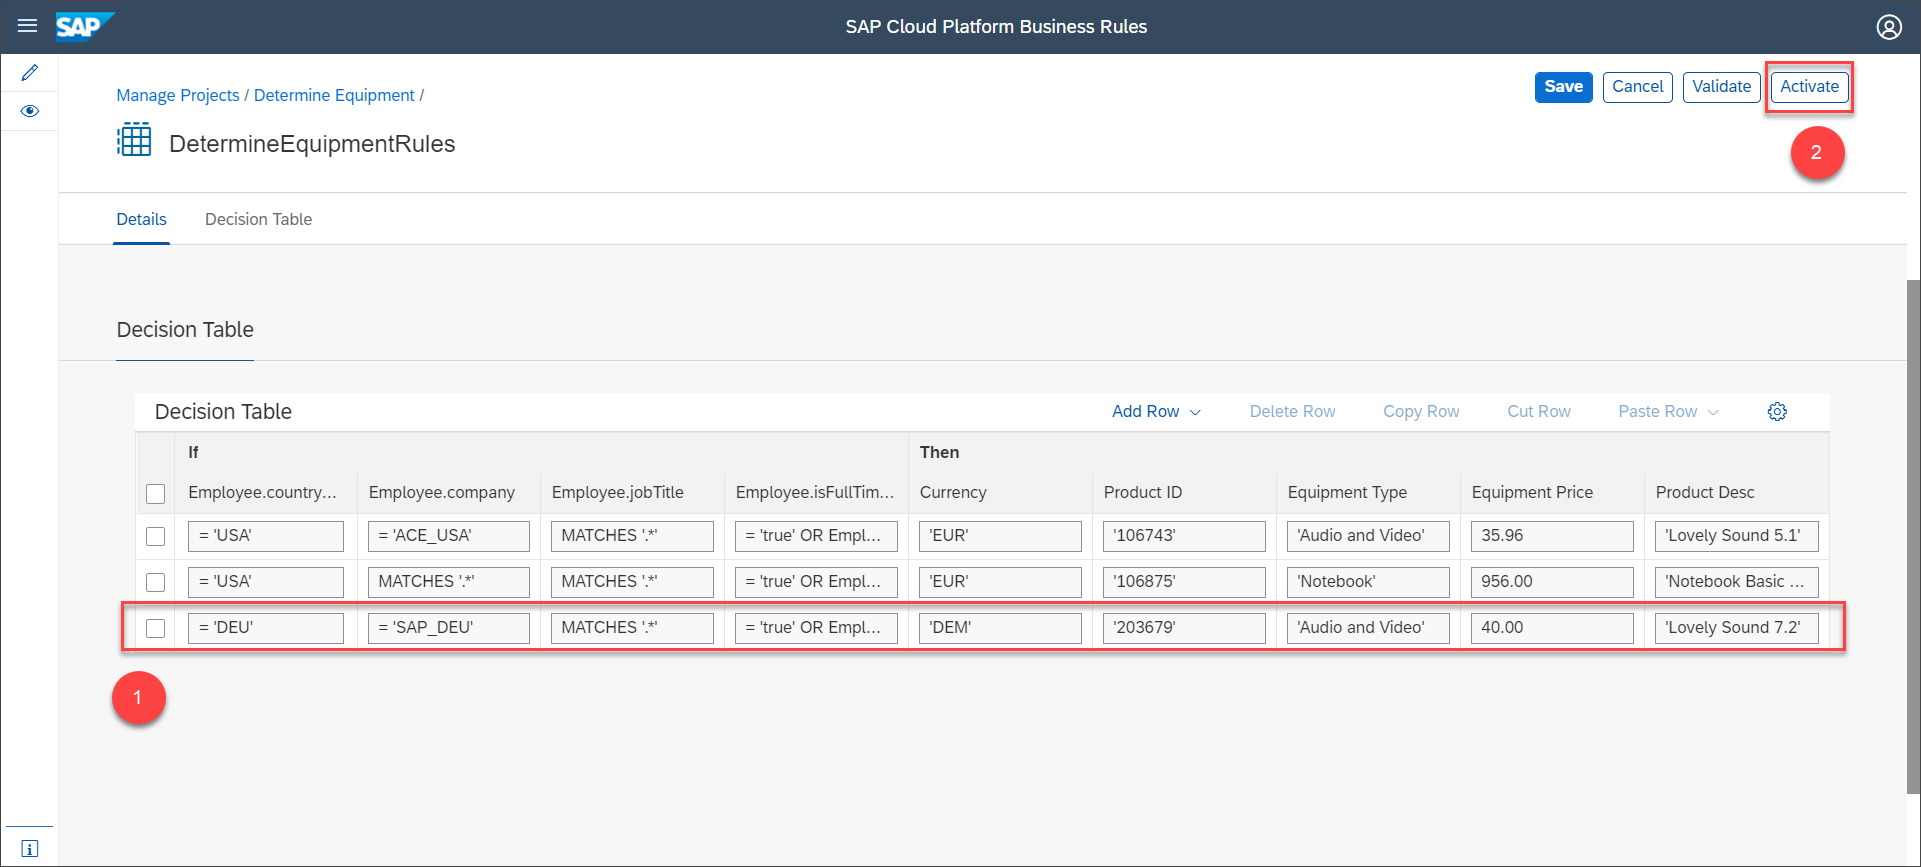 SAP SAP Cloud Platform Business Rules
Manage Projects / Determine Equipment /
Save Cancel Validate Activate
DetermineEquipmentRules
2
Details Decision Table
Decision Table
Decision Table Add Row Delete Row Copy Row Cut Row Paste Row
If Then
Employee.country... Employee.company Employee.jobTitle Employee.isFullTim... Currency Product ID Equipment Type Equipment Price Product Desc
= 'USA' = 'ACE_USA' MATCHES '.*' = 'true' OR Empl... 'EUR' '106743' 'Audio and Video' 35.96 'Lovely Sound 5.1'
= 'USA' MATCHES '.*' MATCHES '.*' = 'true' OR Empl... 'EUR' '106875' 'Notebook' 956.00 'Notebook Basic ...
= 'DEU' = 'SAP_DEU' MATCHES '.*' = 'true' OR Empl... 'DEM' '203679' 'Audio and Video' 40.00 'Lovely Sound 7.2'
1